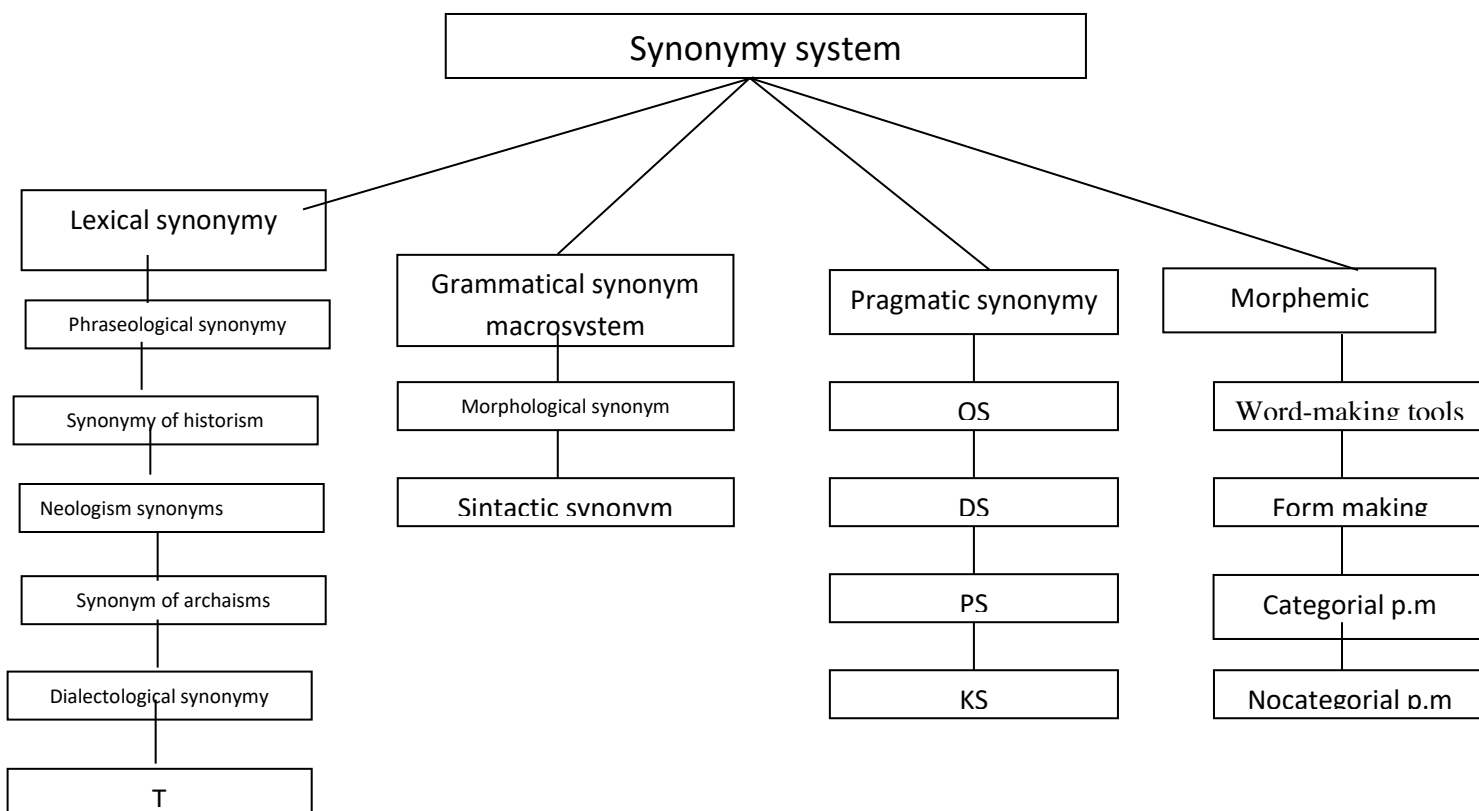 Synonymy system
Lexical synonymy
Phraseological synonymy
Synonymy of historism
Neologism synonyms
Synonym of archaisms
Dialectological synonymy
T
Grammatical synonym
macrosystem
Morphological synonym
Sintactic synonym
Pragmatic synonymy
OS
DS
PS
KS
Morphemic
Word-making tools
Form making
Categorial p.m
Nocategorial p.m